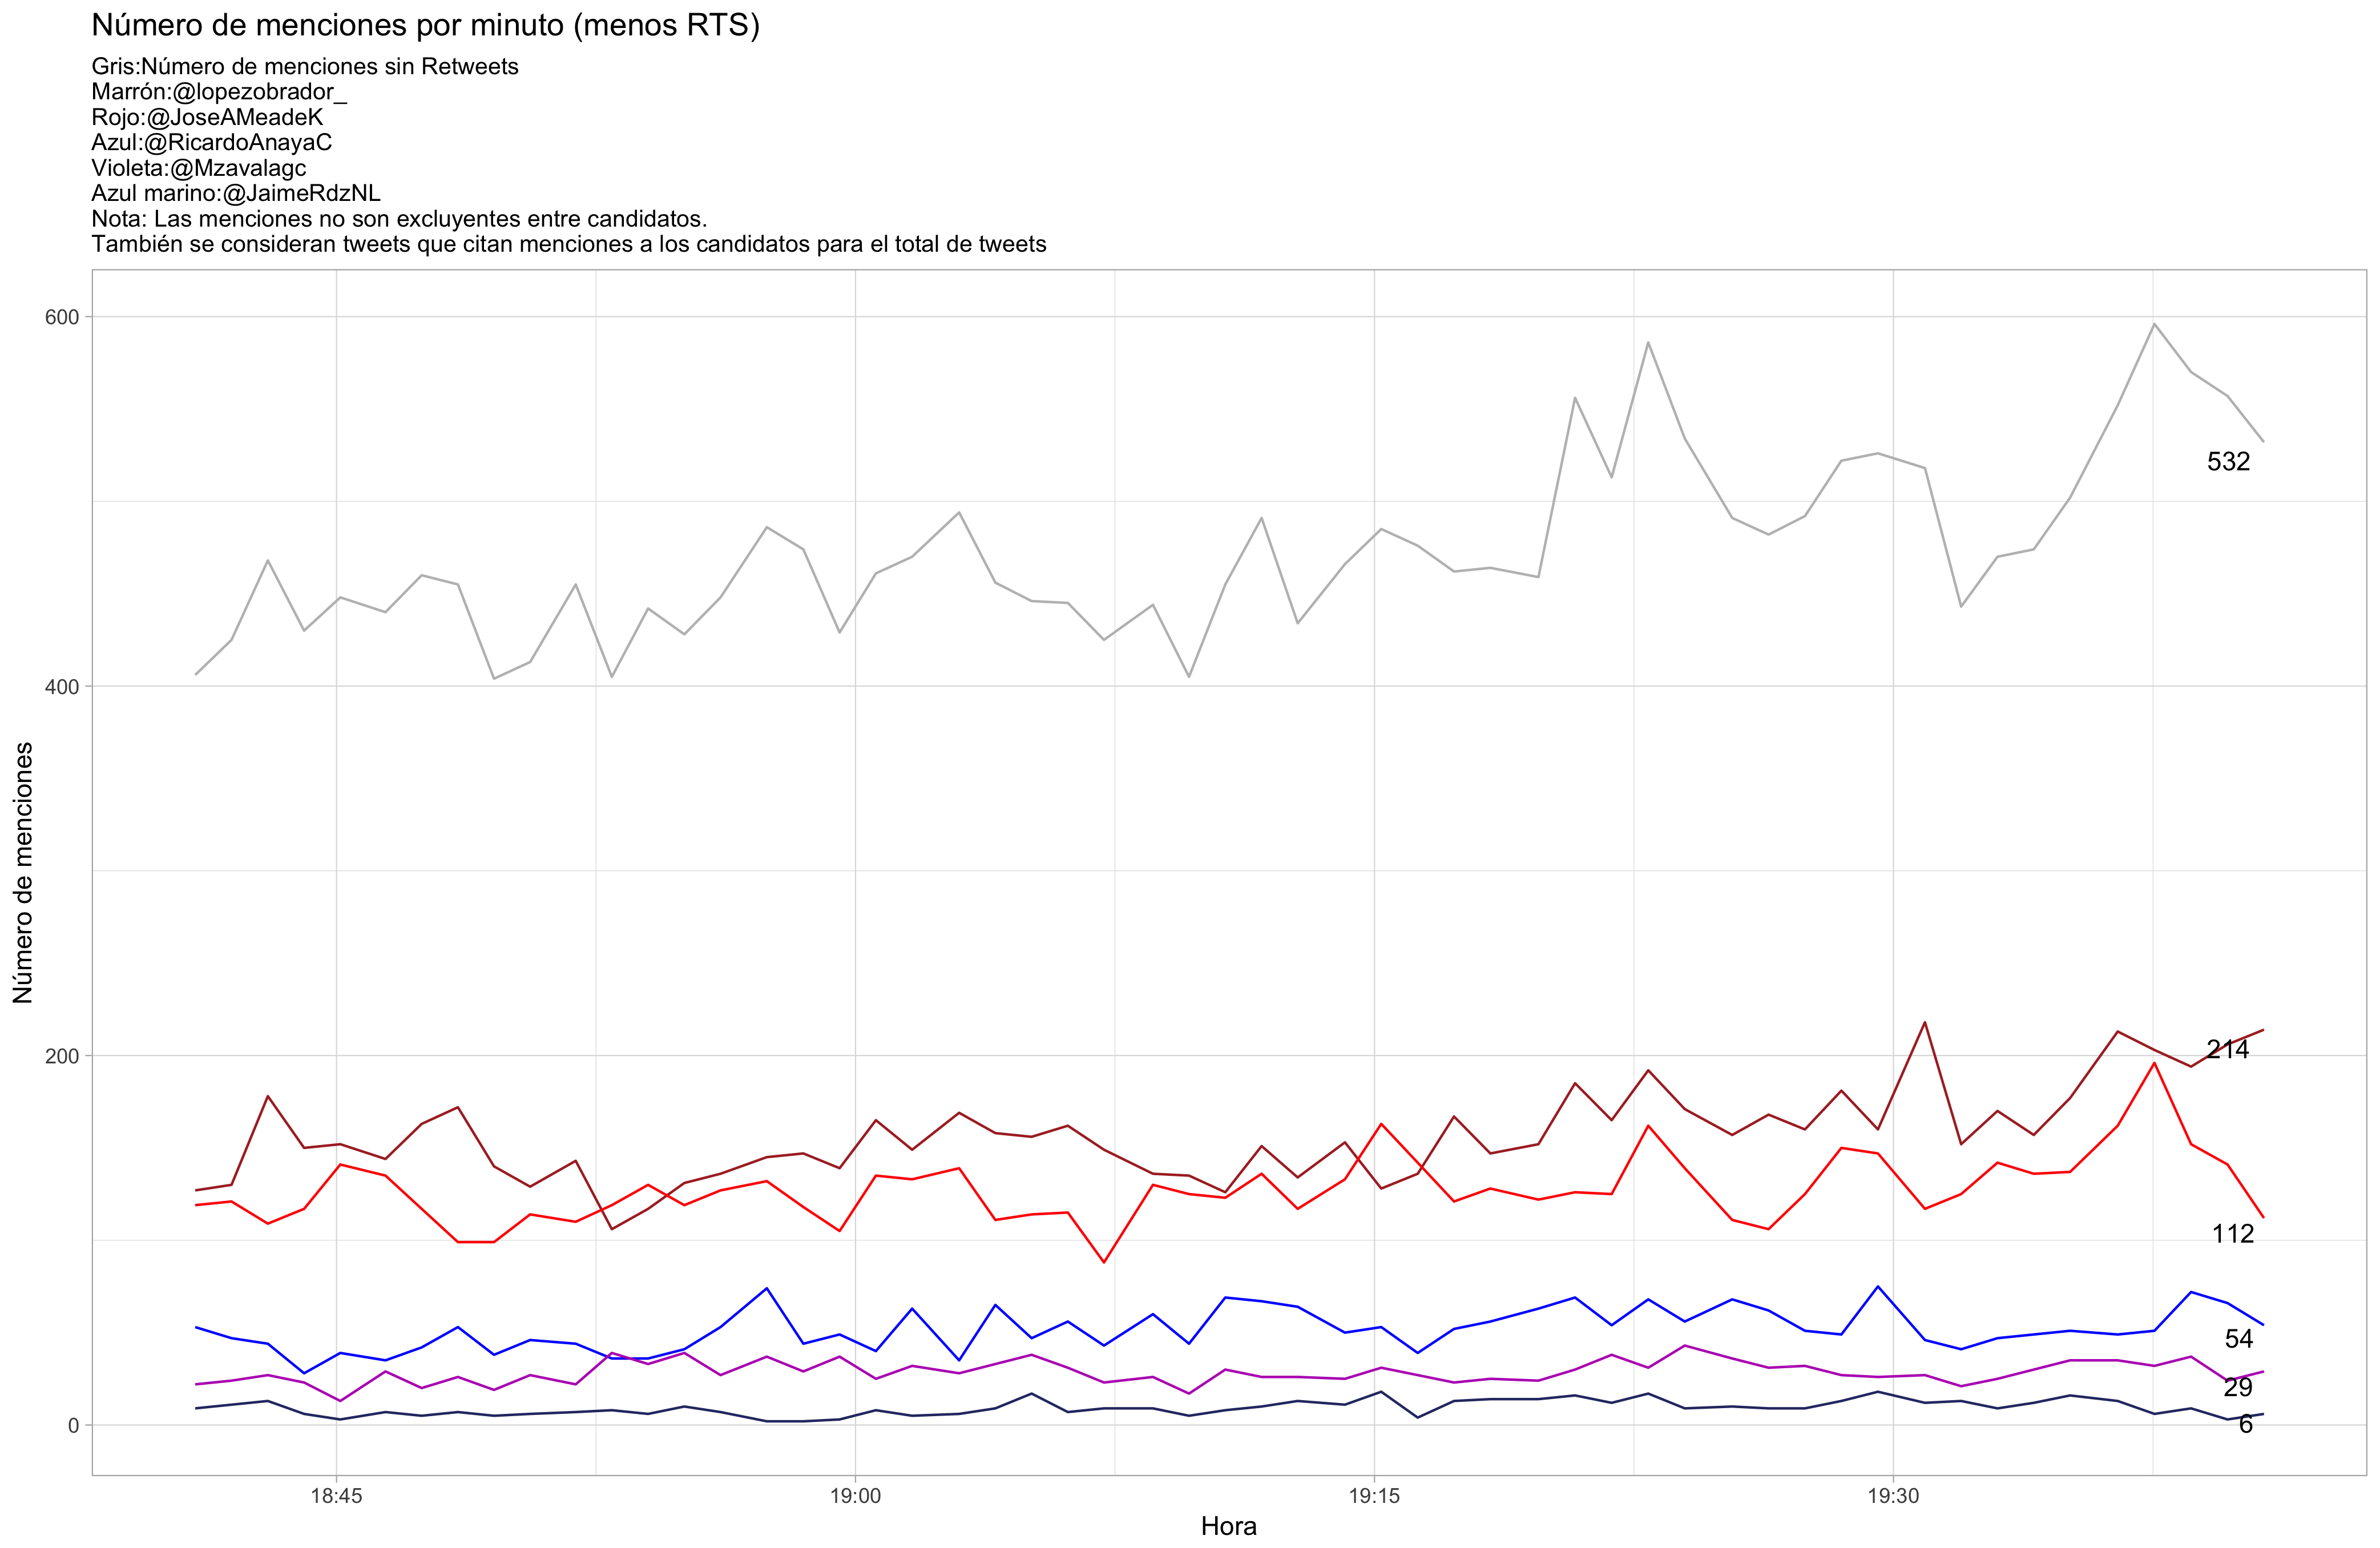 Número de menciones por minuto (menos RTS)
Gris:Número de menciones sin Retweets
Marrón:@lopezobrador_
Rojo:@JoseAMeadeK
Azul:@RicardoAnayaC
Violeta:@Mzavalagc
Azul marino:@JaimeRdzNL
Nota: Las menciones no son excluyentes entre candidatos.
También se consideran tweets que citan menciones a los candidatos para el total de tweets
600
400
200
0
Número de menciones
532
214
112
54
29
6
18:45
19:00
19:15
19:30
Hora